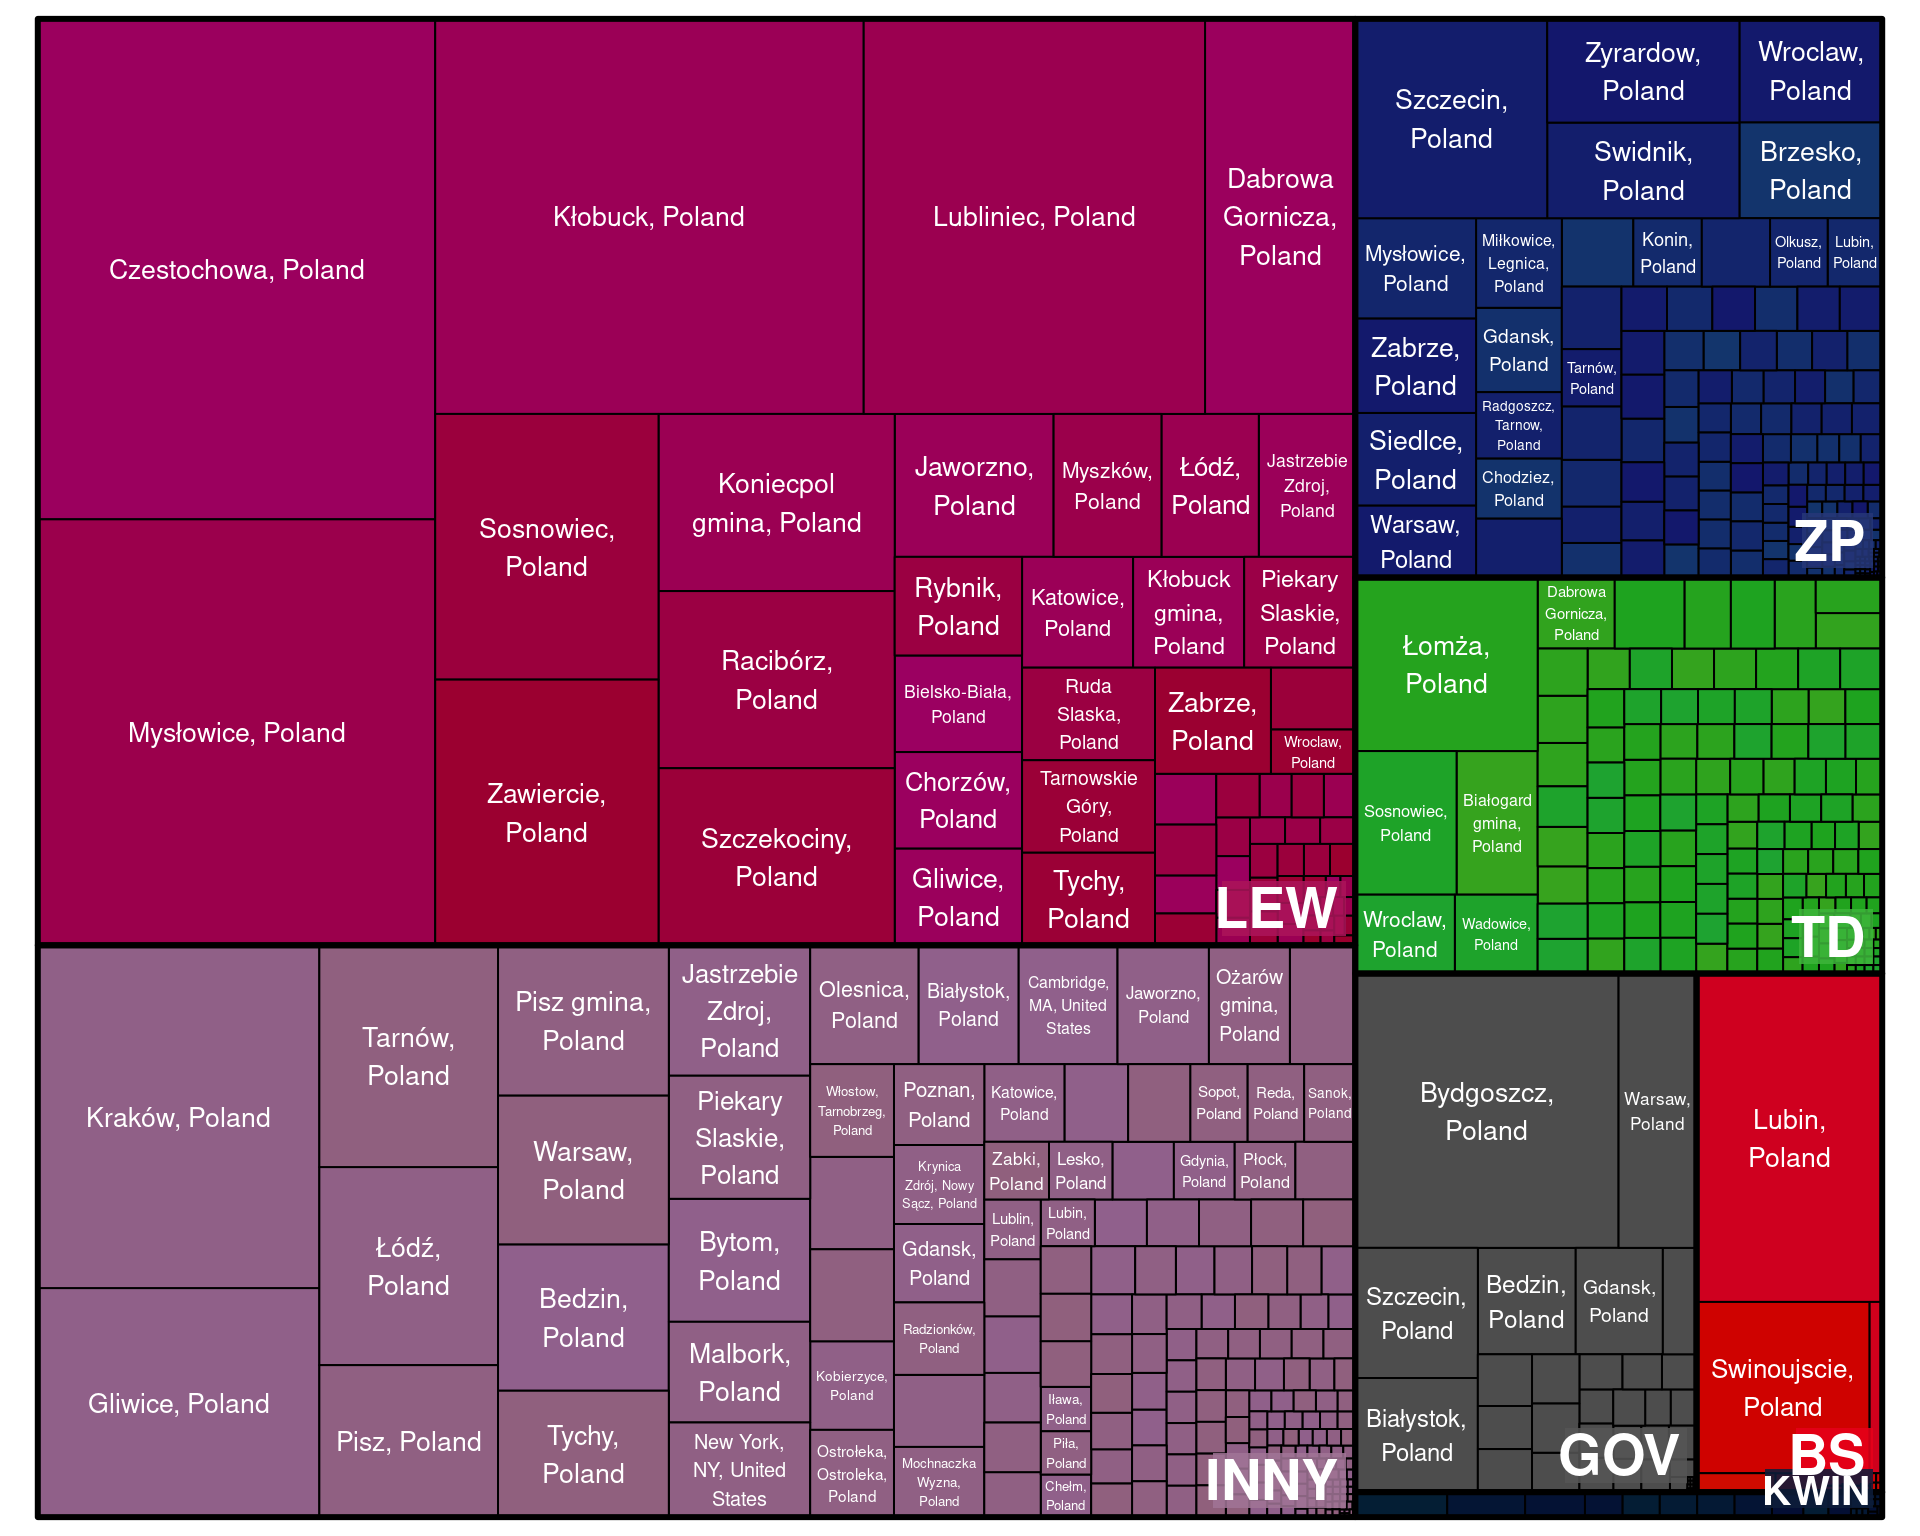 Czestochowa, Poland
Mysłowice, Poland
Kłobuck, Poland
Lubliniec, Poland
Dabrowa
Gornicza,
Poland
Sosnowiec,
Poland
Zawiercie,
Poland
Koniecpol
gmina, Poland
Racibórz,
Poland
Szczekociny,
Poland
Jaworzno,
Poland
Myszków,
Poland
Łódź,
Poland
Jastrzebie
Zdroj,
Poland
Rybnik,
Poland
Katowice,
Poland
Kłobuck
gmina,
Poland
Piekary
Slaskie,
Poland
Bielsko-Biała,
Poland
Chorzów,
Poland
Gliwice,
Poland
Ruda
Slaska,
Poland
Tarnowskie
Góry,
Poland
Tychy,
Poland
Zabrze,
Poland
Wroclaw,
Poland
LEW
Szczecin,
Poland
Zyrardow,
Poland
Wroclaw,
Poland
Swidnik,
Poland
Brzesko,
Poland
Mysłowice,
Poland
Zabrze,
Poland
Siedlce,
Poland
Warsaw,
Poland
Miłkowice,
Legnica,
Poland
Gdansk,
Poland
Radgoszcz,
Tarnow,
Poland
Chodziez,
Poland
Konin,
Poland
Olkusz,
Poland
Lubin,
Poland
Tarnów,
Poland
ZP
Łomża,
Poland
Dabrowa
Gornicza,
Poland
Sosnowiec,
Poland
Białogard
gmina,
Poland
Wroclaw,
Poland
Wadowice,
Poland
TD
Kraków, Poland
Gliwice, Poland
Tarnów,
Poland
Łódź,
Poland
Pisz, Poland
Pisz gmina,
Poland
Warsaw,
Poland
Bedzin,
Poland
Tychy,
Poland
Jastrzebie
Zdroj,
Poland
Piekary
Slaskie,
Poland
Bytom,
Poland
Malbork,
Poland
New York,
NY, United
States
Olesnica,
Poland
Białystok,
Poland
Cambridge,
MA, United
States
Jaworzno,
Poland
Ożarów
gmina,
Poland
Włostow,
Tarnobrzeg,
Poland
Kobierzyce,
Poland
Ostrołeka,
Ostroleka,
Poland
Poznan,
Poland
Krynica
Zdrój, Nowy
Sącz, Poland
Gdansk,
Poland
Radzionków,
Poland
Mochnaczka
Wyzna,
Poland
Katowice,
Poland
Sopot,
Poland
Reda,
Poland
Sanok,
Poland
Zabki,
Poland
Lesko,
Poland
Gdynia,
Poland
Płock,
Poland
Lublin,
Poland
Lubin,
Poland
Iława,
Poland
Piła,
Poland
Chełm,
Poland
INNY
Bydgoszcz,
Poland
Warsaw,
Poland
Szczecin,
Poland
Bedzin,
Poland
Gdansk,
Poland
Białystok,
Poland
GOV
Lubin,
Poland
Swinoujscie,
Poland
BS
KWIN